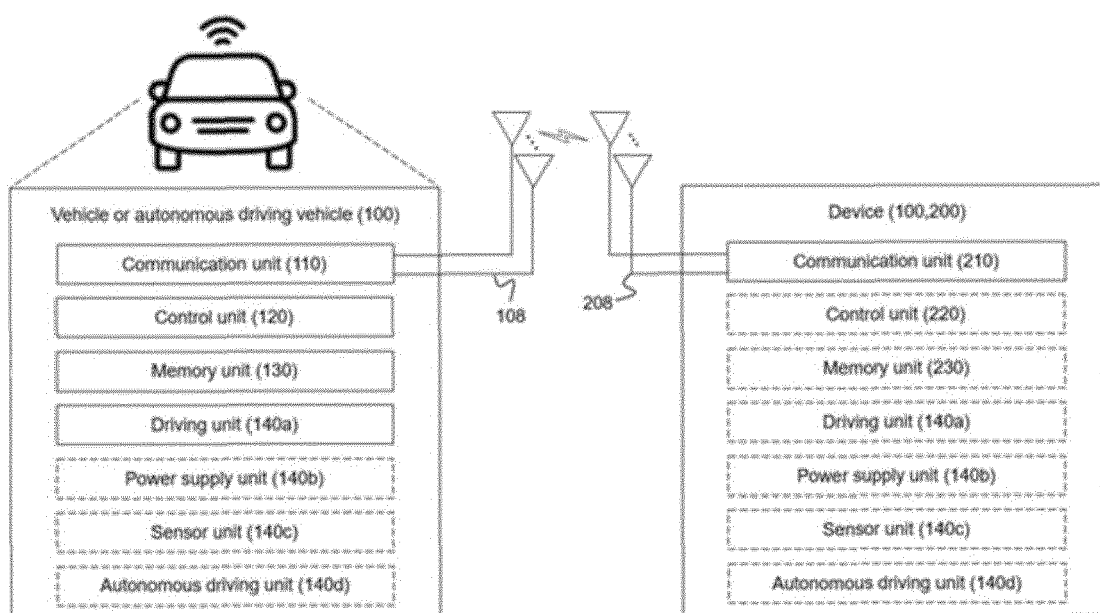 Vehicle or autonomous driving vehicle (100)
Communication unit (110)
Control unit (120)
Memory unit (130)
Driving unit (140a)
Power supply unit (140b)
Sensor unit (140c)
Autonomous driving unit (140d)
108
208
Device (100,200)
Communication unit (210)
Control unit (220)
Memory unit (230)
Driving unit (140a)
Power supply unit (140b)
Sensor unit (140c)
Autonomous driving unit (140d)